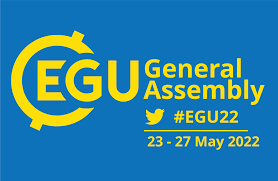 EGU General
Assembly
#EGU22
23 - 27 May 2022